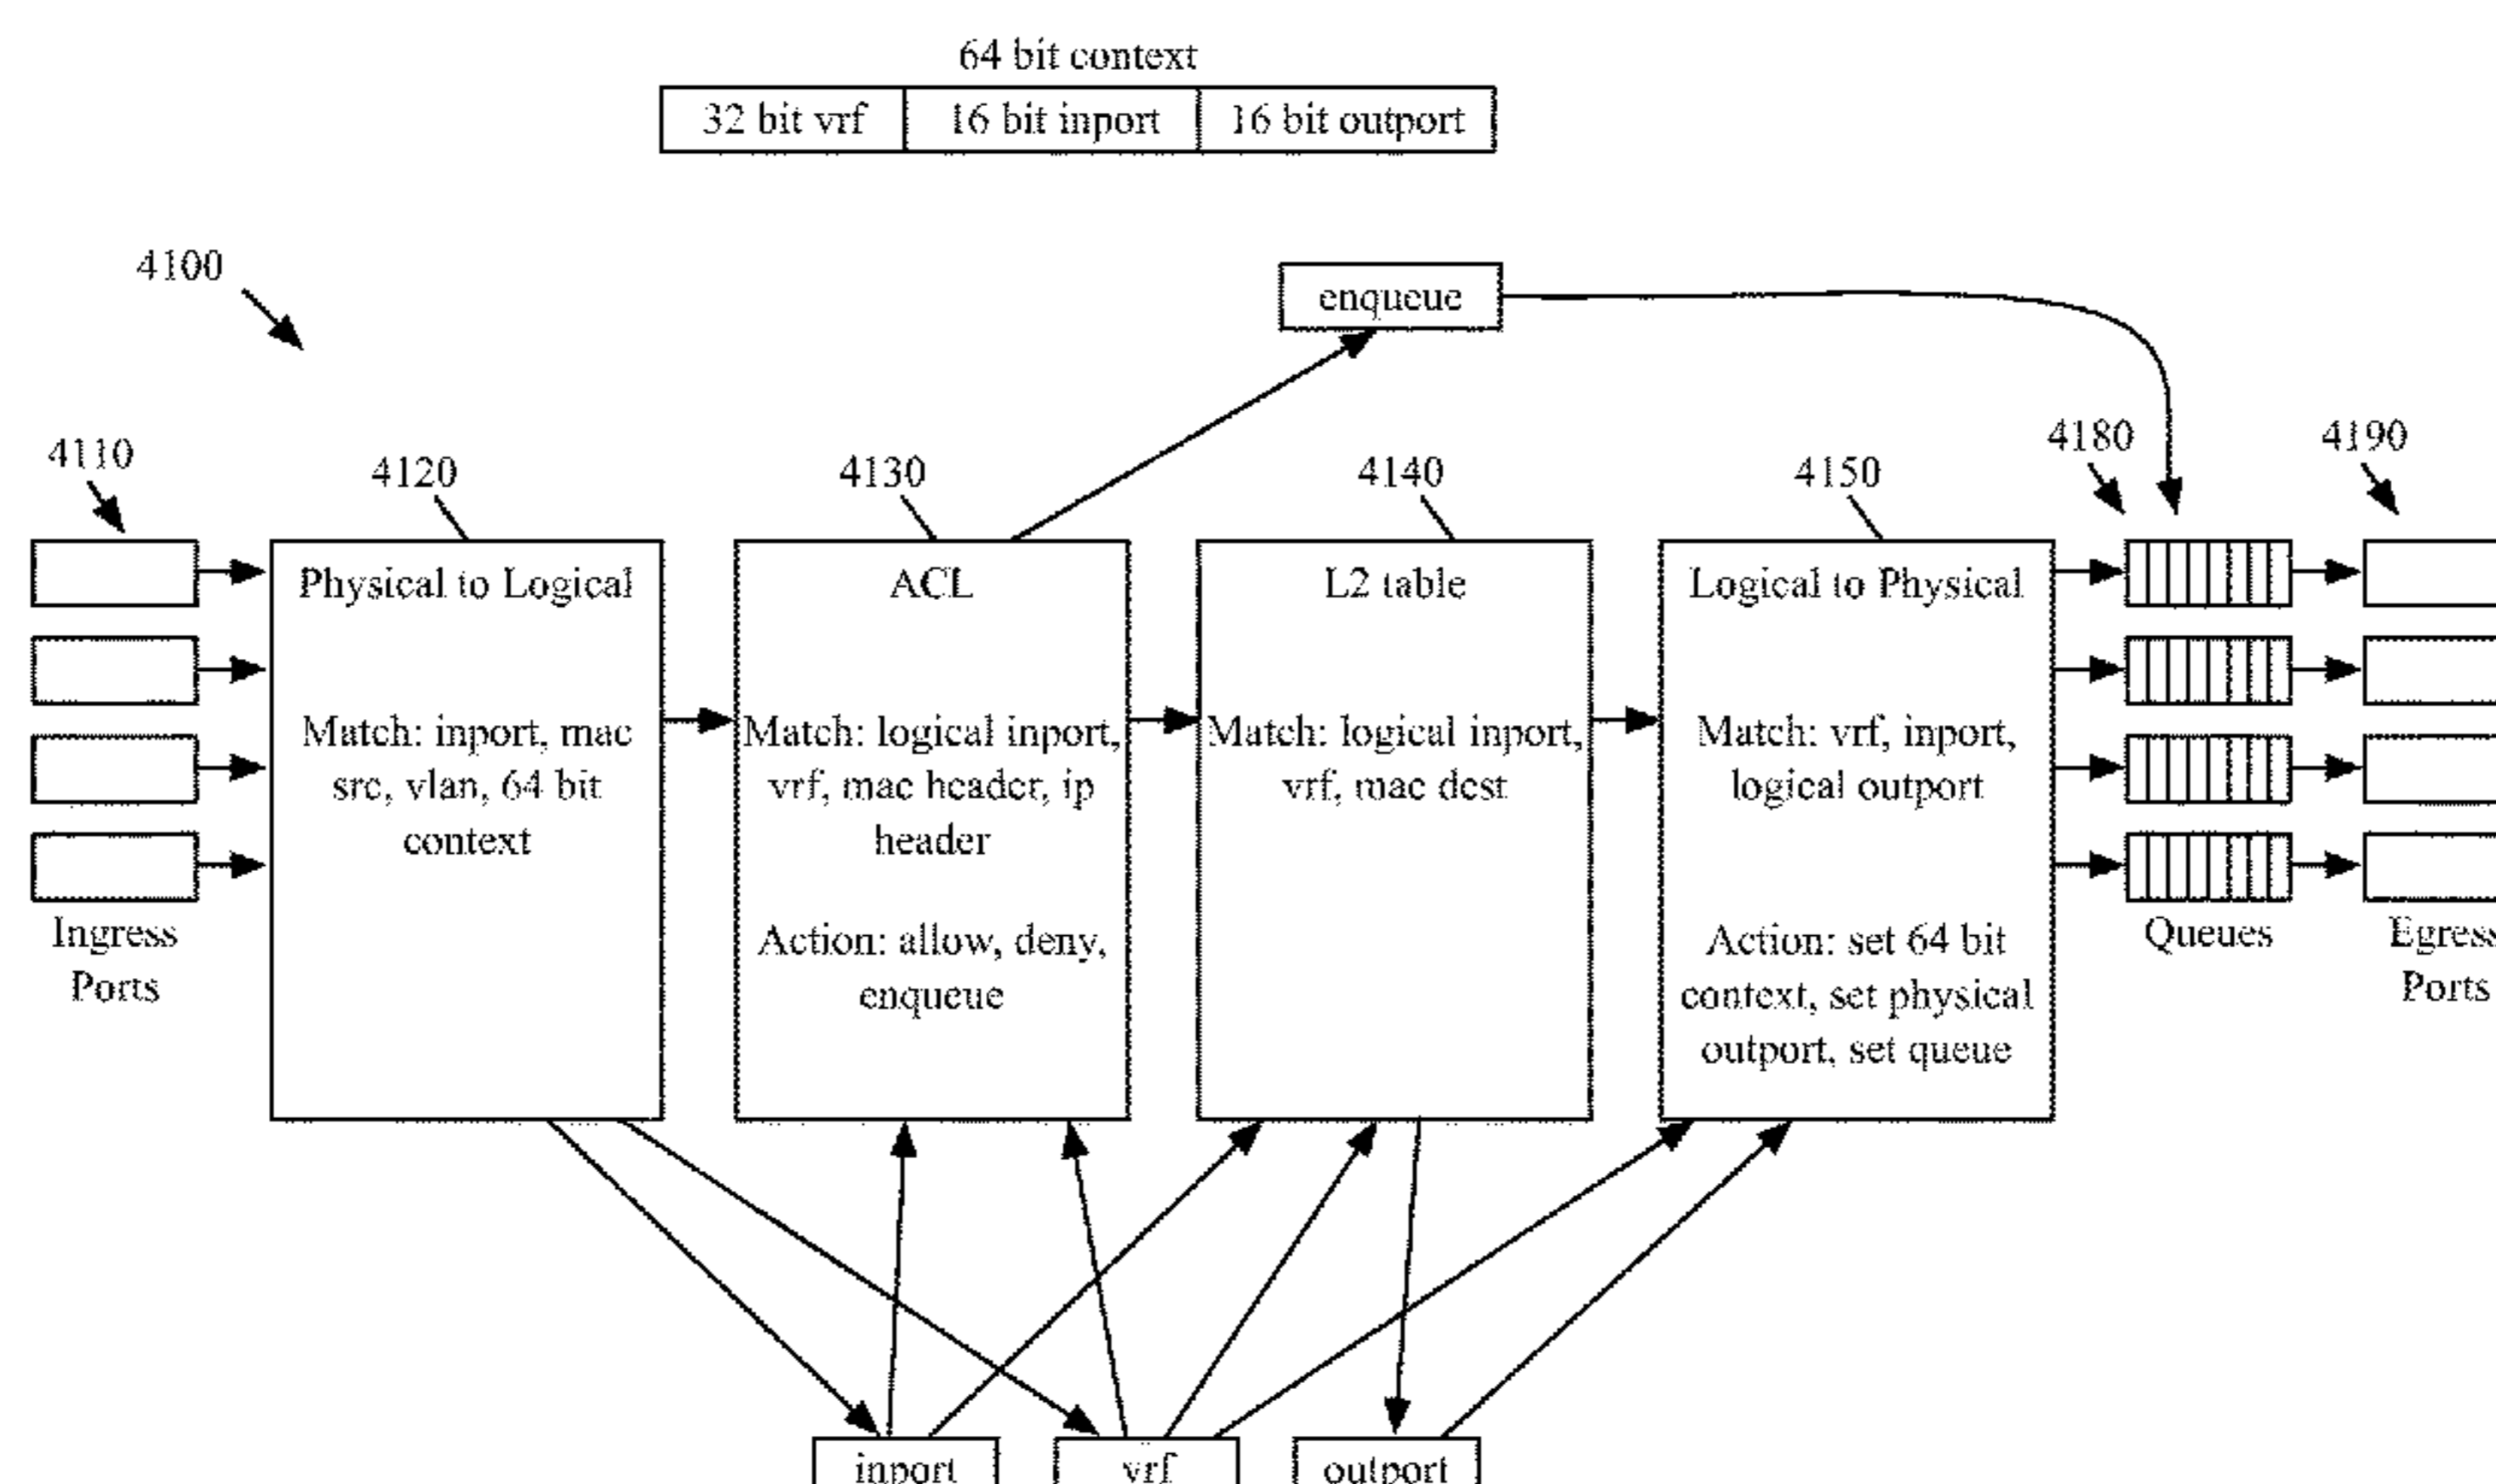 64 bit context
32 bit vrf 16 bit inport 16 bit outport
4100
enqueue
4110
4120
4130
4140
4150
4180
4190
Physical to Logical
Match: inport, mac
src, vlan, 64 bit
context
ACL
Match: logical inport,
vrf, mac header, ip
header
Action: allow, deny,
enqueue
L2 table
Match: logical inport,
vrf, mac dest
Logical to Physical
Match: vrf, inport,
logical outport
Action: set 64 bit
context, set physical
outport, set queue
Ingress
Ports
Queues
Egress
Ports
inport
vrf
outport